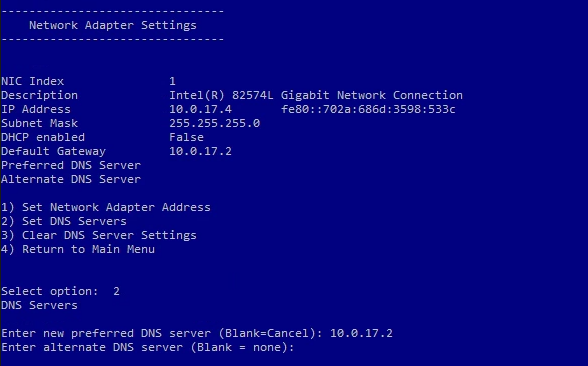 --------------------------------
    Network Adapter Settings
--------------------------------
NIC Index               1
Description             Intel(R) 82574L Gigabit Network Connection
IP Address              10.0.17.4       fe80::702a:686d:3598:533c
Subnet Mask             255.255.255.0
DHCP enabled            False
Default Gateway         10.0.17.2
Preferred DNS Server
Alternate DNS Server
1) Set Network Adapter Address
2) Set DNS Servers
3) Clear DNS Server Settings
4) Return to Main Menu
Select option:  2
DNS Servers
Enter new preferred DNS server (Blank=Cancel): 10.0.17.2
Enter alternate DNS server (Blank = none):